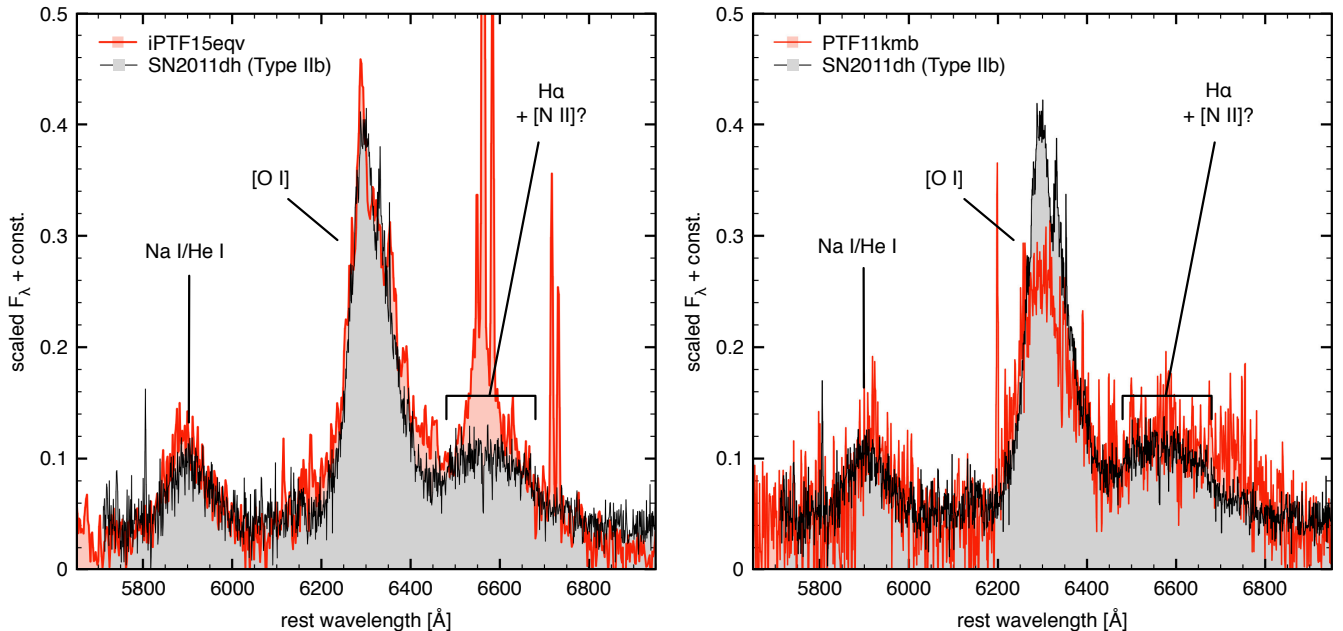 iPTF15eqv
SN2011dh (Type IIb)
Hα
+ [N II]?
[O I]
Na I/He I
scaled Fλ + const.
0.5
0.4
0.3
0.2
0.1
0
5800 6000 6200 6400 6600 6800
rest wavelength [Å]
PTF11kmb
SN2011dh (Type IIb)
Hα
+ [N II]?
[O I]
Na I/He I
scaled Fλ + const.
0.5
0.4
0.3
0.2
0.1
0
5800 6000 6200 6400 6600 6800
rest wavelength [Å]